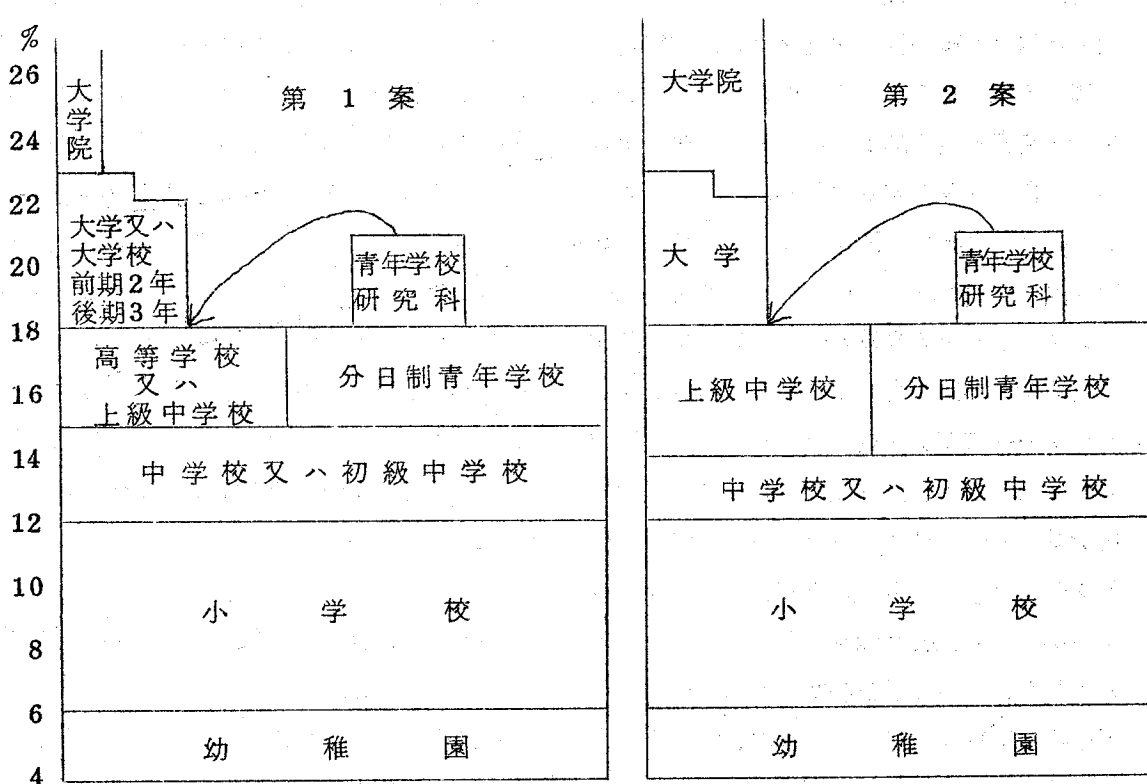 %
26
24
22
20
18
16
14
12
10
8
6
4
第 1 案
大学院
大学又ハ
大学校
前期2年
後期3年
青年学校
研究科
高等学校
又ハ
上級中学校
分日制青年学校
中学校又ハ初級中学校
小学校
幼稚園
第 2 案
大学院
大学
青年学校
研究科
上級中学校
分日制青年学校
中学校又ハ初級中学校
小学校
幼稚園